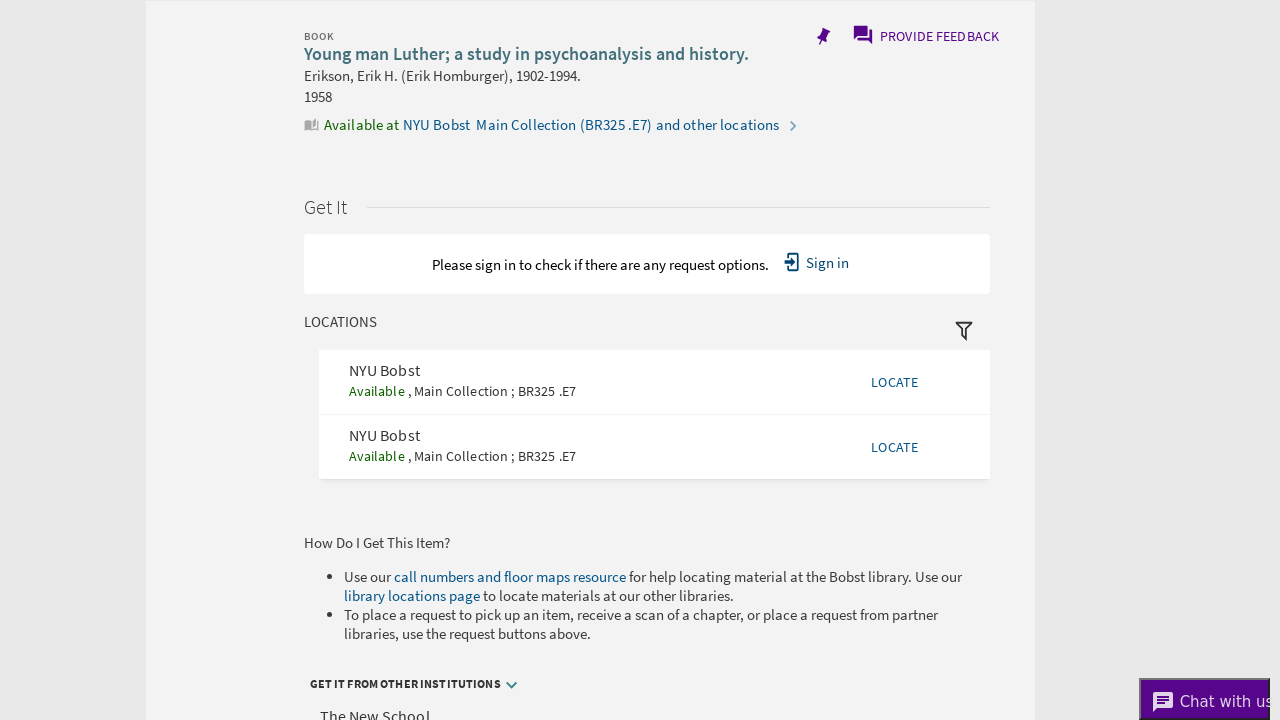 BOOK
Young man Luther; a study in psychoanalysis and history.
PROVIDE FEEDBACK
Erikson, Erik H. (Erik Homburger), 1902-1994.
1958
Available at NYU Bobst Main Collection (BR325 .E7) and other locations
Get It
Please sign in to check if there are any request options. Sign in
LOCATIONS
NYU Bobst
Available , Main Collection ; BR325 .E7
LOCATE
NYU Bobst
Available , Main Collection ; BR325 .E7
LOCATE
How Do I Get This Item?
Use our call numbers and floor maps resource for help locating material at the Bobst library. Use our
library locations page to locate materials at our other libraries.
To place a request to pick up an item, receive a scan of a chapter, or place a request from partner
libraries, use the request buttons above.
GET IT FROM OTHER INSTITUTIONS
The New School
Chat with us